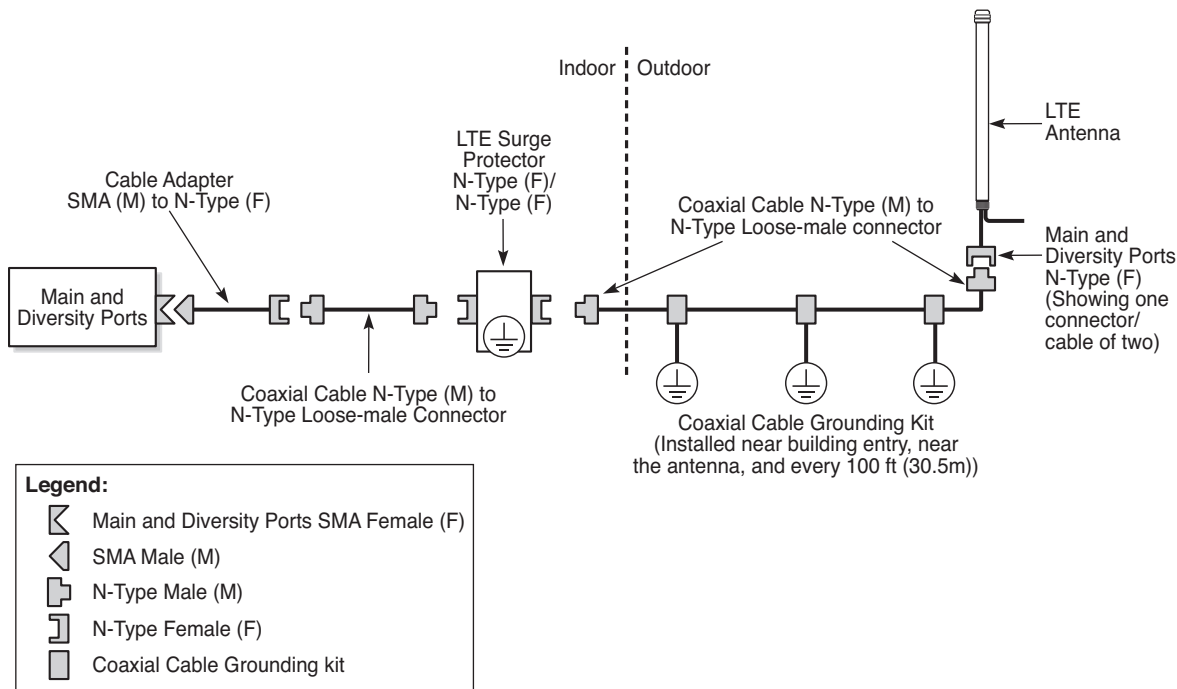 Indoor
Outdoor
LTE
Antenna
LTE Surge
Protector
N-Type (F)/
N-Type (F)
Cable Adapter
SMA (M) to N-Type (F)
Coaxial Cable N-Type (M) to
N-Type Loose-male connector
Main and
Diversity Ports
N-Type (F)
(Showing one
connector/
cable of two)
Main and
Diversity Ports
Coaxial Cable N-Type (M) to
N-Type Loose-male Connector
Coaxial Cable Grounding Kit
(Installed near building entry, near
the antenna, and every 100 ft (30.5m))
Legend:
Main and Diversity Ports SMA Female (F)
SMA Male (M)
N-Type Male (M)
N-Type Female (F)
Coaxial Cable Grounding kit